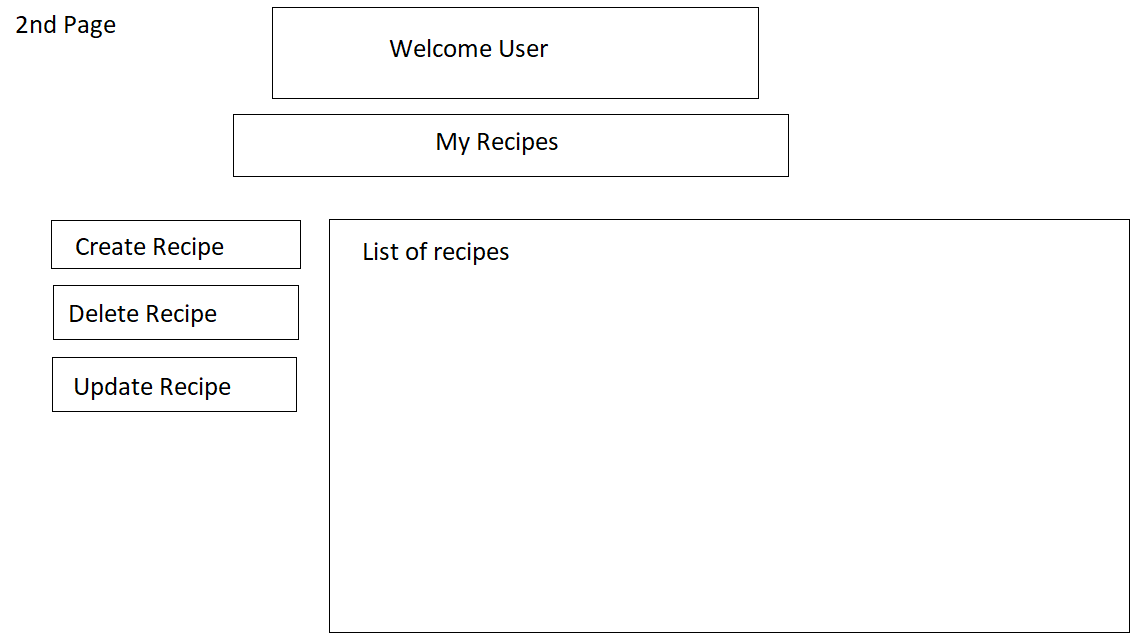 2nd Page
Welcome User
My Recipes
Create Recipe
List of recipes
Delete Recipe
Update Recipe